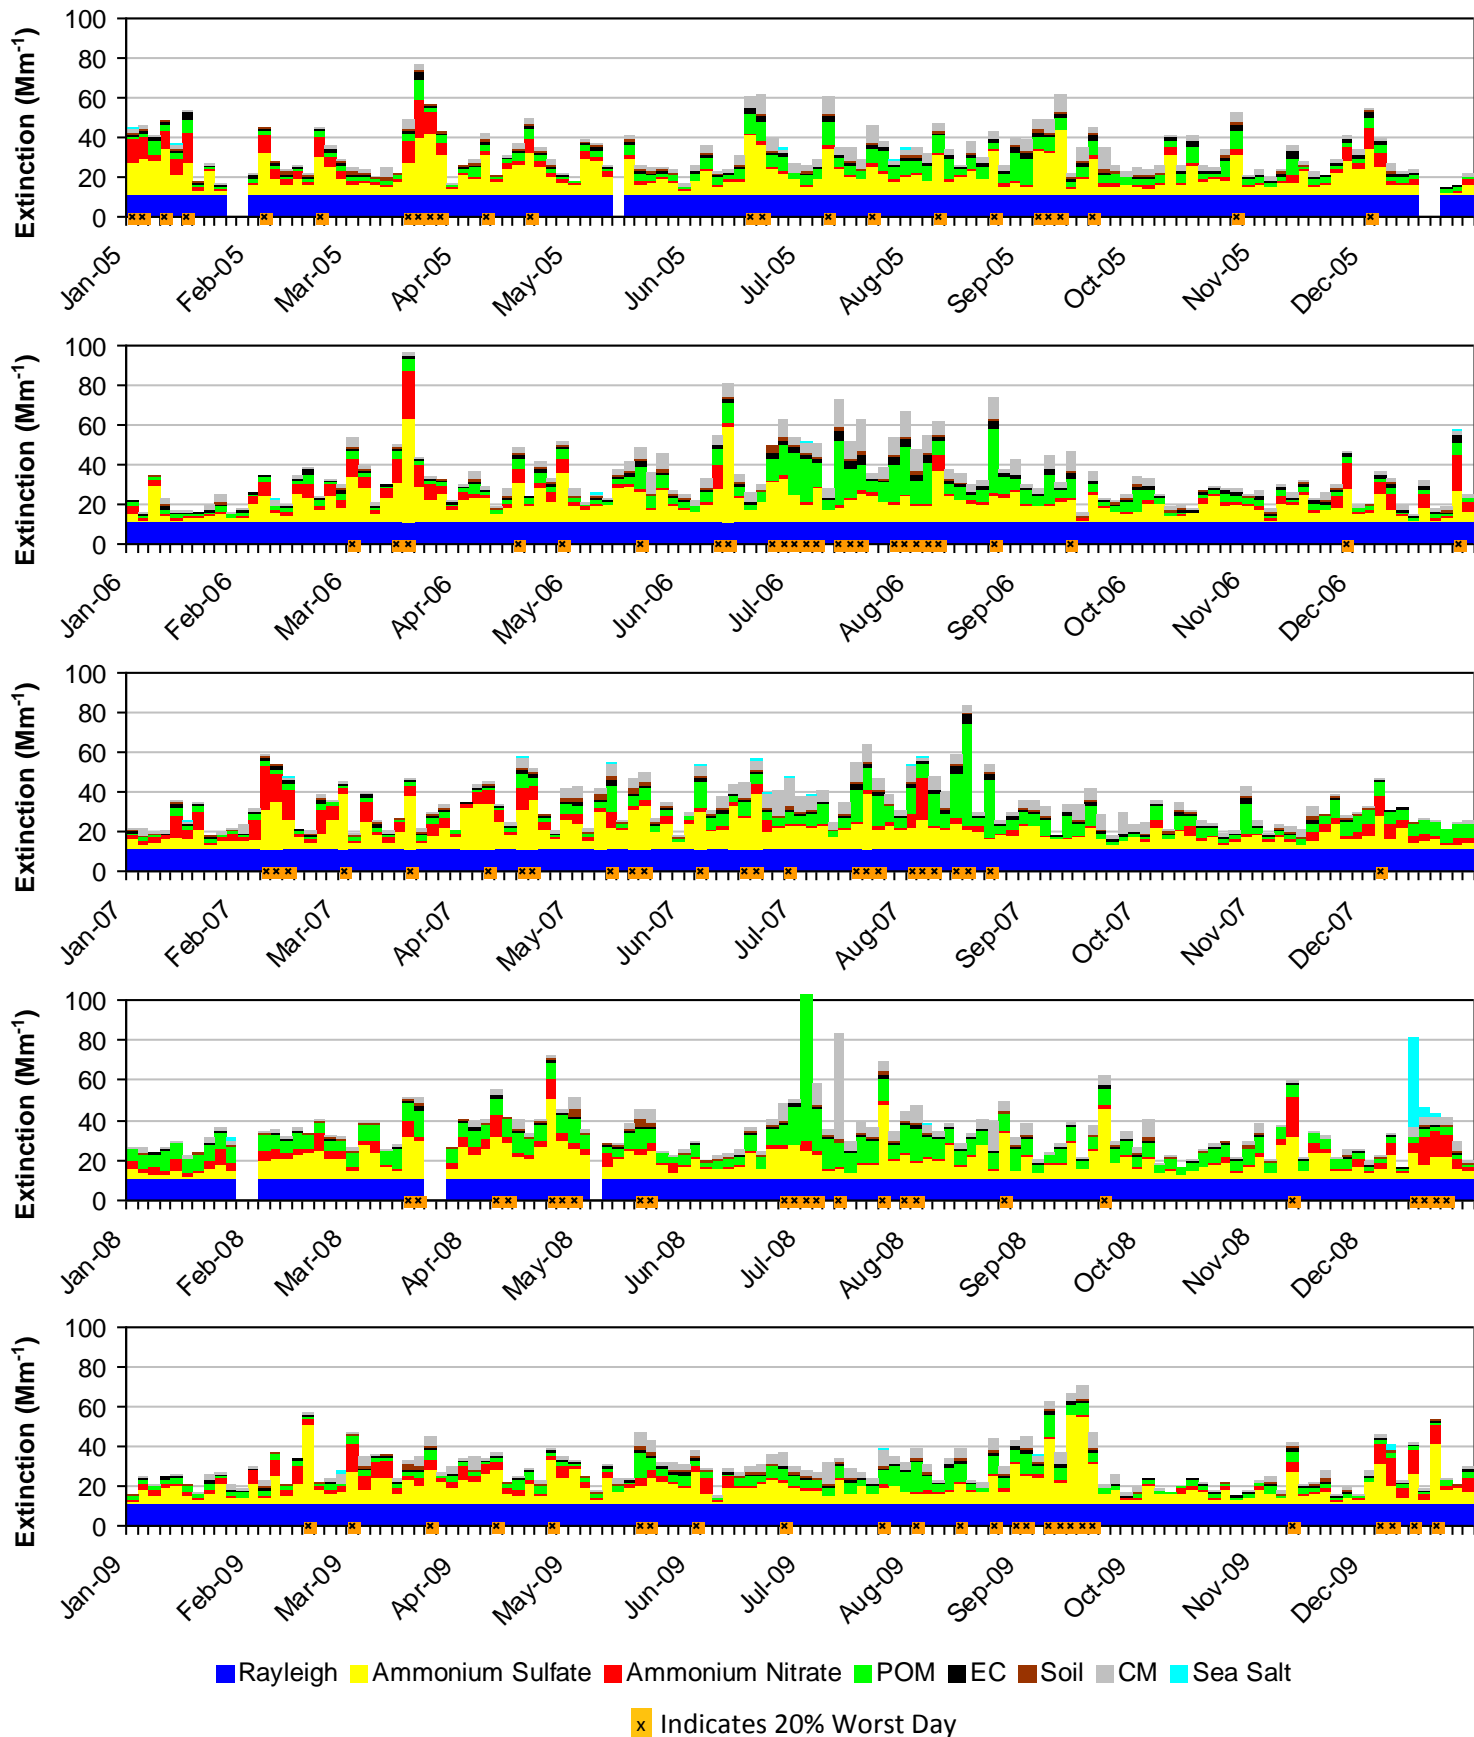 Extinction (Mm-1)
100
80
60
40
20
0
Jan-05 Feb-05 Mar-05 Apr-05 May-05 Jun-05 Jul-05 Aug-05 Sep-05 Oct-05 Nov-05 Dec-05
Extinction (Mm-1)
100
80
60
40
20
0
Jan-06 Feb-06 Mar-06 Apr-06 May-06 Jun-06 Jul-06 Aug-06 Sep-06 Oct-06 Nov-06 Dec-06
Extinction (Mm-1)
100
80
60
40
20
0
Jan-07 Feb-07 Mar-07 Apr-07 May-07 Jun-07 Jul-07 Aug-07 Sep-07 Oct-07 Nov-07 Dec-07
Extinction (Mm-1)
100
80
60
40
20
0
Jan-08 Feb-08 Mar-08 Apr-08 May-08 Jun-08 Jul-08 Aug-08 Sep-08 Oct-08 Nov-08 Dec-08
Extinction (Mm-1)
100
80
60
40
20
0
Jan-09 Feb-09 Mar-09 Apr-09 May-09 Jun-09 Jul-09 Aug-09 Sep-09 Oct-09 Nov-09 Dec-09
Rayleigh Ammonium Sulfate Ammonium Nitrate POM EC Soil CM Sea Salt
x Indicates 20% Worst Day